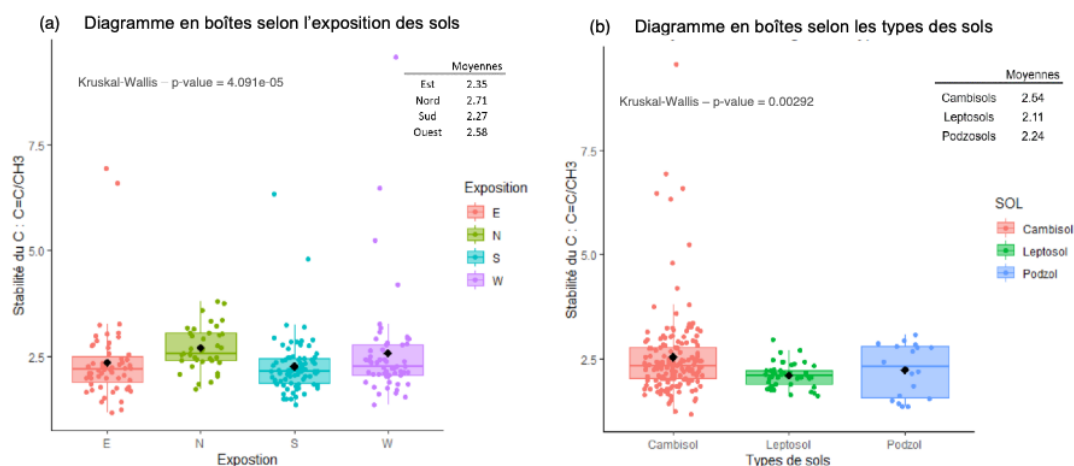 (a) Diagramme en boîtes selon l'exposition des sols
Kruskal-Wallis – p-value = 4.091e-05
Moyennes
Est 2.35
Nord 2.71
Sud 2.27
Ouest 2.58
Stabilité du C : C=C/CH3
7.5
5.0
2.5
Exposition
E
N
S
W
E N S W
Expostion
(b) Diagramme en boîtes selon les types des sols
Kruskal-Wallis – p-value = 0.00292
Moyennes
Cambisols 2.54
Leptosols 2.11
Podzosols 2.24
Stabilité du C : C=C/CH3
7.5
5.0
2.5
SOL
Cambisol
Leptosol
Podzol
Cambisol Leptosol Podzol
Types de sols